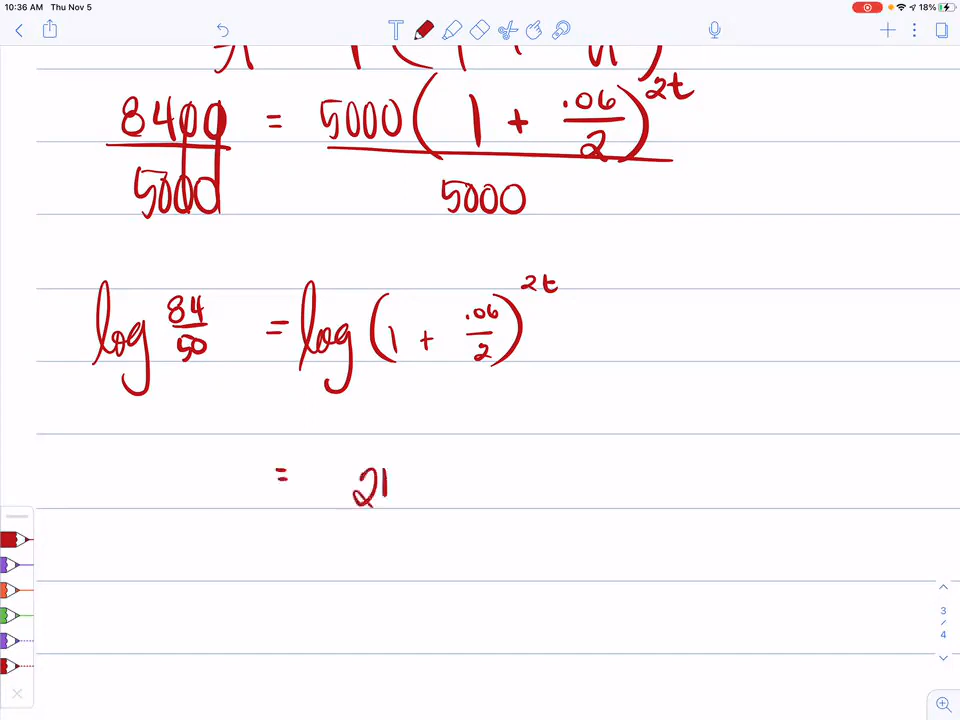 10:36 AM Thu Nov 5 18%
8400 = 5000 ( 1 + .06/2 )^2t
5000 5000
log 84/50 = log ( 1 + .06/2 )^2t
= 2
3
/
4